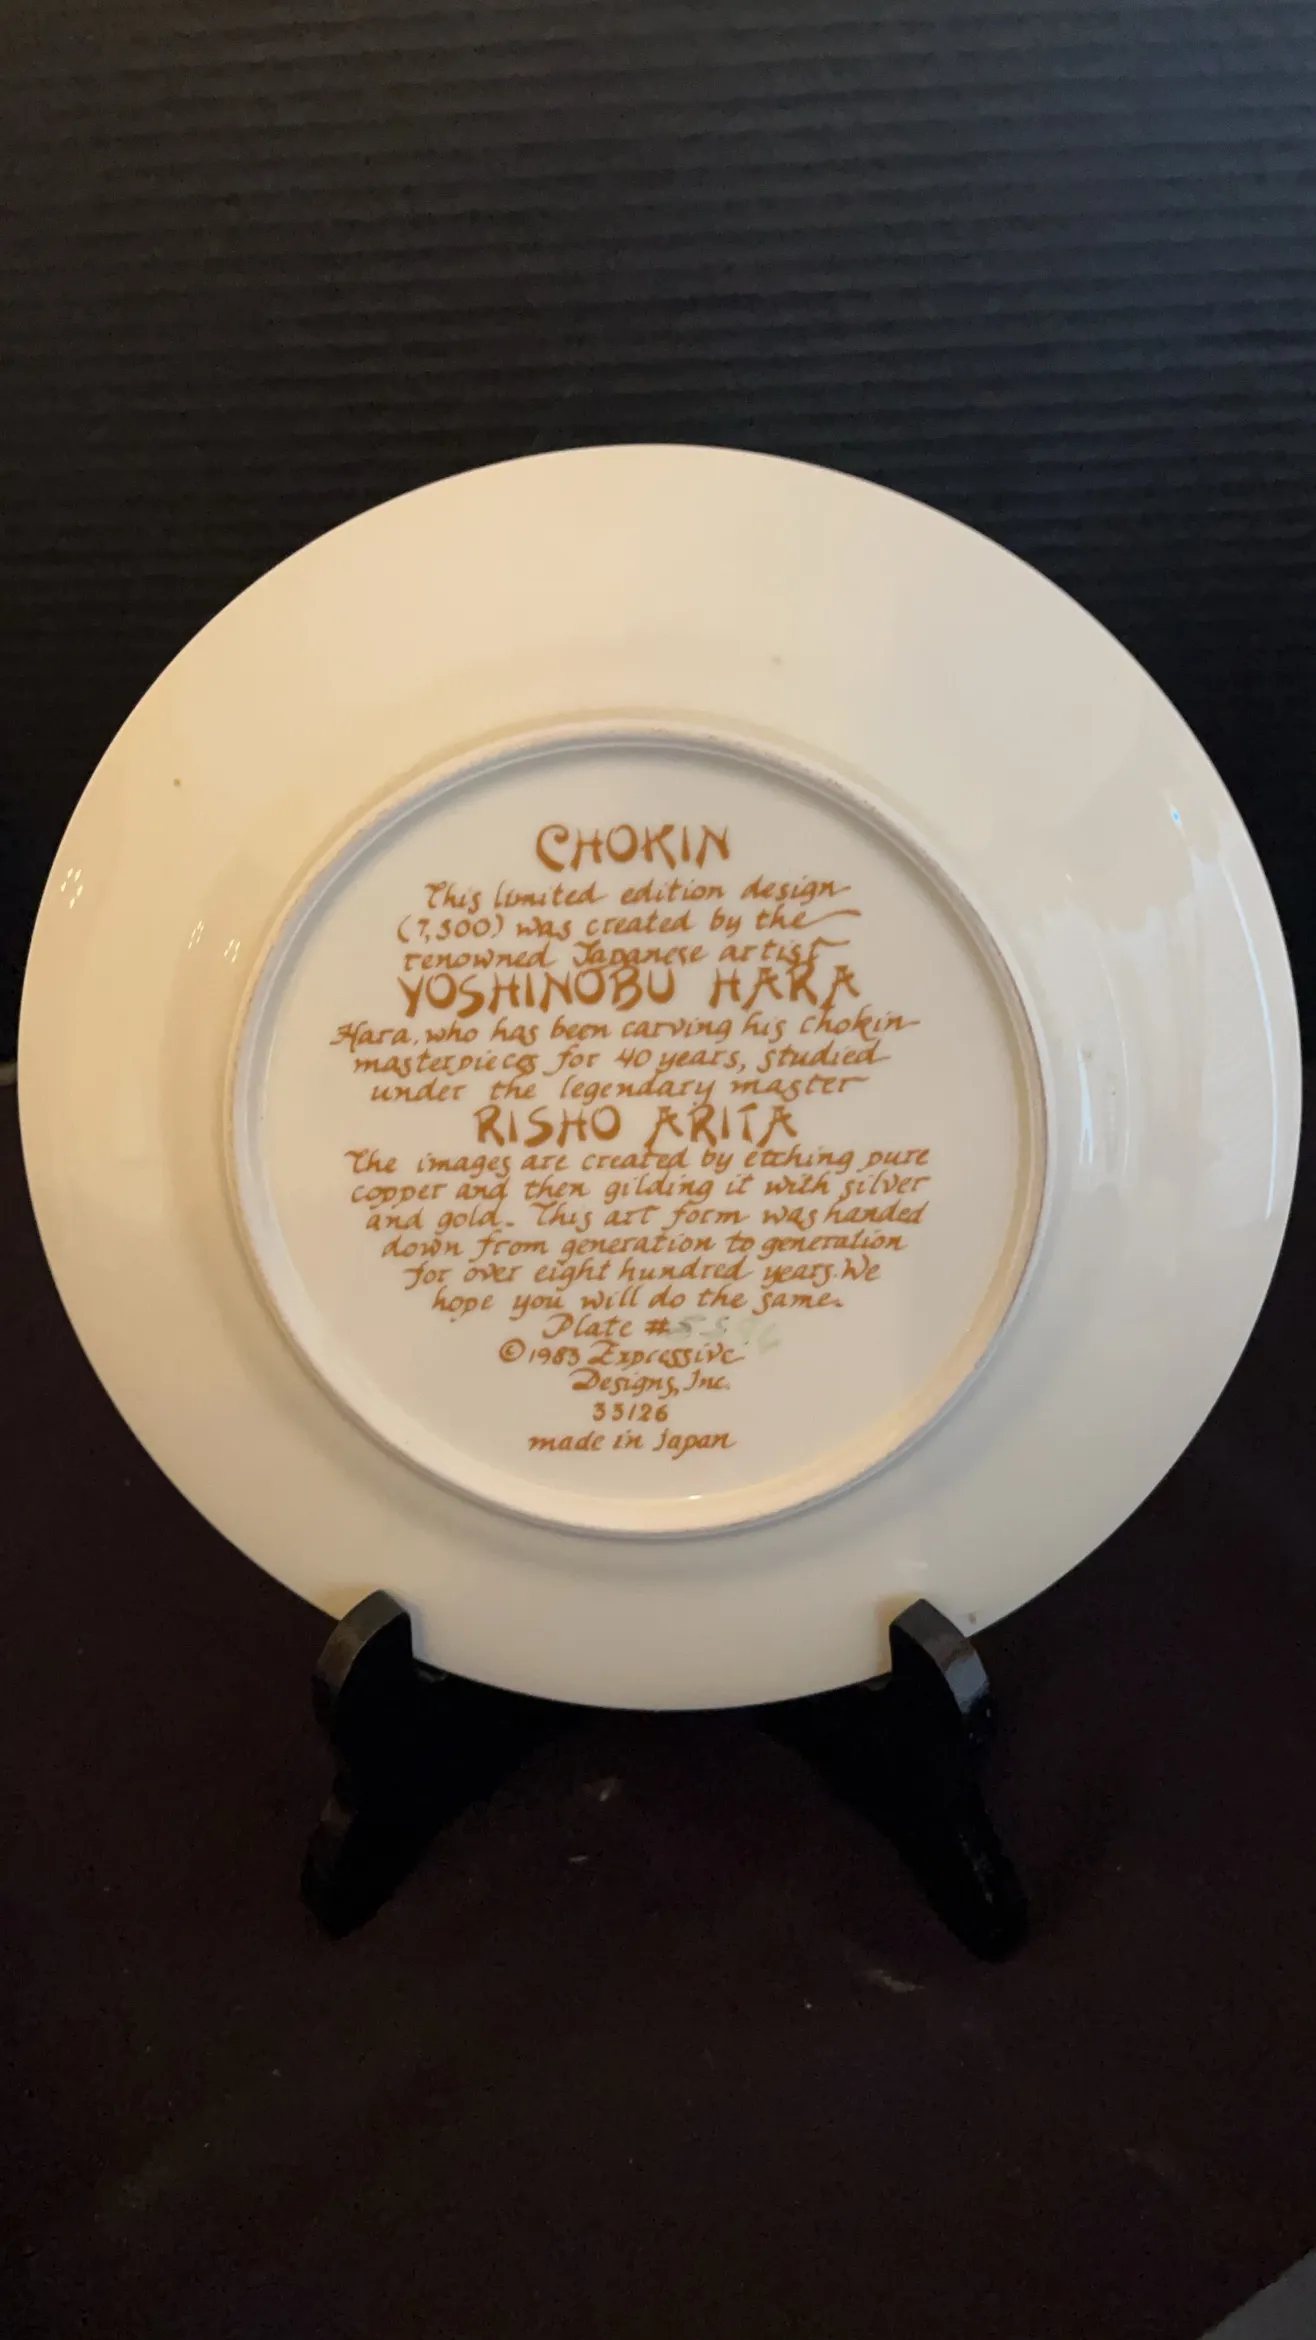 CHOKIN
This limited edition design
(7,500) was created by the
renowned Japanese artist
YOSHINOBU HARA
Hara, who has been carving his chokin
masterpieces for 40 years, studied
under the legendary master
RISHO ARITA
The images are created by etching pure
copper and then gilding it with silver
and gold. This art form was handed
down from generation to generation
for over eight hundred years. We
hope you will do the same.
Plate #
©1983 Expressive
Designs, Inc.
33126
made in japan